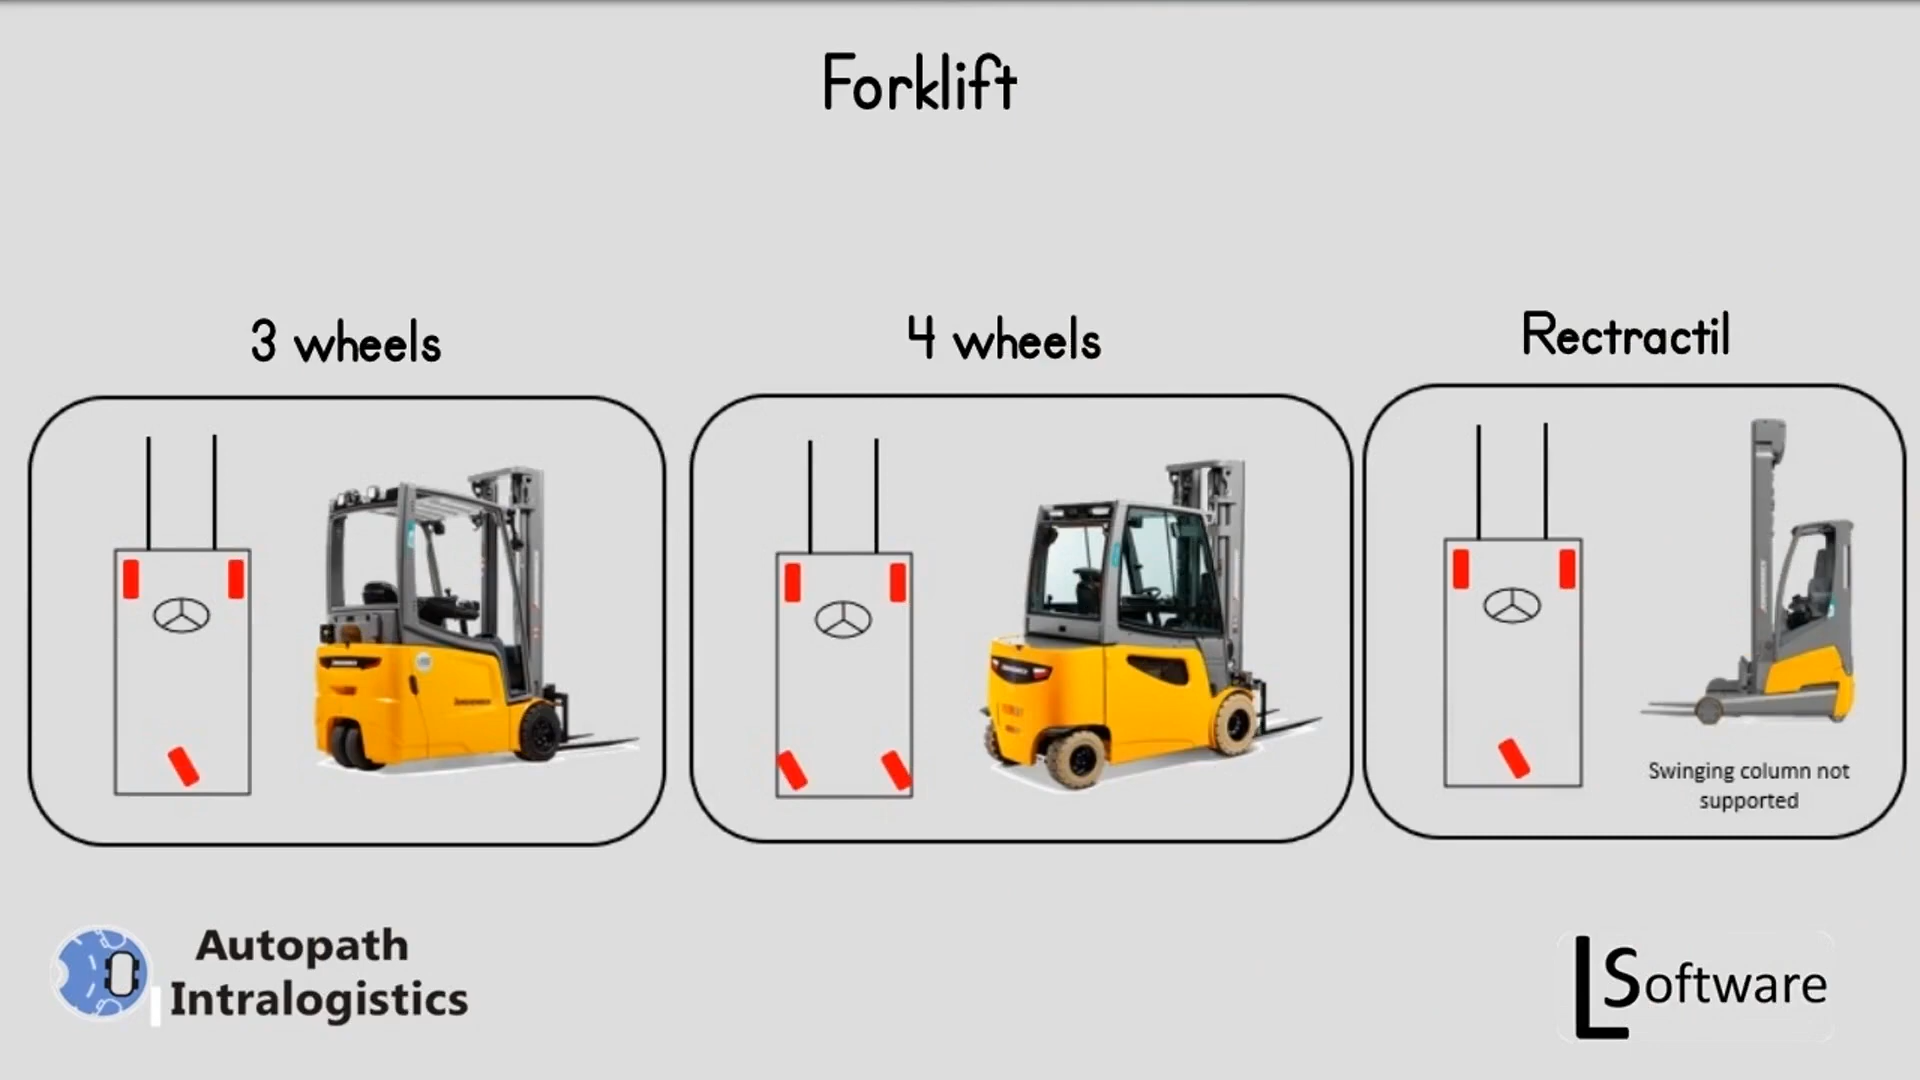 Forklift
3 wheels
4 wheels
Rectractil
Swinging column not
supported
Autopath
Intralogistics
LSoftware